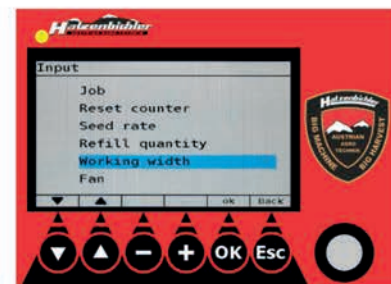 Hatzenbichler
Input
Job
Reset counter
Seed rate
Refill quantity
Working width
Fan
ok Back
OK Esc
Hatzenbichler
AUSTRIAN
AGRO
TECHNIK
BIG MACHINE
BIG HARVEST